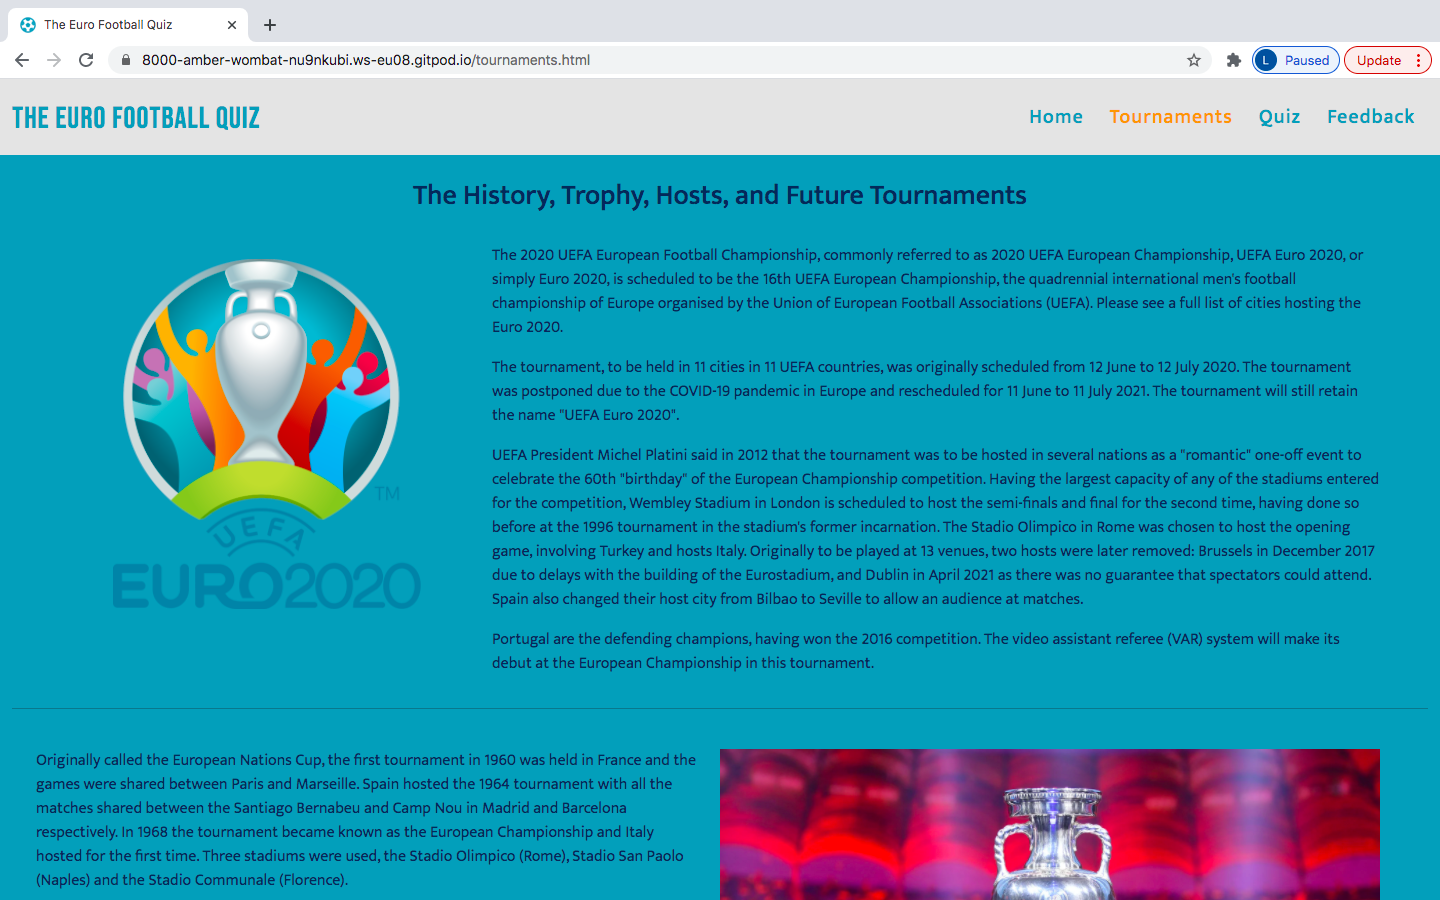 The Euro Football Quiz
8000-amber-wombat-nu9nkubi.ws-eu08.gitpod.io/tournaments.html
L Paused
Update
THE EURO FOOTBALL QUIZ
Home Tournaments Quiz Feedback
The History, Trophy, Hosts, and Future Tournaments
TM
UEFA
EURO2020
The 2020 UEFA European Football Championship, commonly referred to as 2020 UEFA European Championship, UEFA Euro 2020, or
simply Euro 2020, is scheduled to be the 16th UEFA European Championship, the quadrennial international men's football
championship of Europe organised by the Union of European Football Associations (UEFA). Please see a full list of cities hosting the
Euro 2020.
The tournament, to be held in 11 cities in 11 UEFA countries, was originally scheduled from 12 June to 12 July 2020. The tournament
was postponed due to the COVID-19 pandemic in Europe and rescheduled for 11 June to 11 July 2021. The tournament will still retain
the name "UEFA Euro 2020".
UEFA President Michel Platini said in 2012 that the tournament was to be hosted in several nations as a "romantic" one-off event to
celebrate the 60th "birthday" of the European Championship competition. Having the largest capacity of any of the stadiums entered
for the competition, Wembley Stadium in London is scheduled to host the semi-finals and final for the second time, having done so
before at the 1996 tournament in the stadium's former incarnation. The Stadio Olimpico in Rome was chosen to host the opening
game, involving Turkey and hosts Italy. Originally to be played at 13 venues, two hosts were later removed: Brussels in December 2017
due to delays with the building of the Eurostadium, and Dublin in April 2021 as there was no guarantee that spectators could attend.
Spain also changed their host city from Bilbao to Seville to allow an audience at matches.
Portugal are the defending champions, having won the 2016 competition. The video assistant referee (VAR) system will make its
debut at the European Championship in this tournament.
Originally called the European Nations Cup, the first tournament in 1960 was held in France and the
games were shared between Paris and Marseille. Spain hosted the 1964 tournament with all the
matches shared between the Santiago Bernabeu and Camp Nou in Madrid and Barcelona
respectively. In 1968 the tournament became known as the European Championship and Italy
hosted for the first time. Three stadiums were used, the Stadio Olimpico (Rome), Stadio San Paolo
(Naples) and the Stadio Communale (Florence).